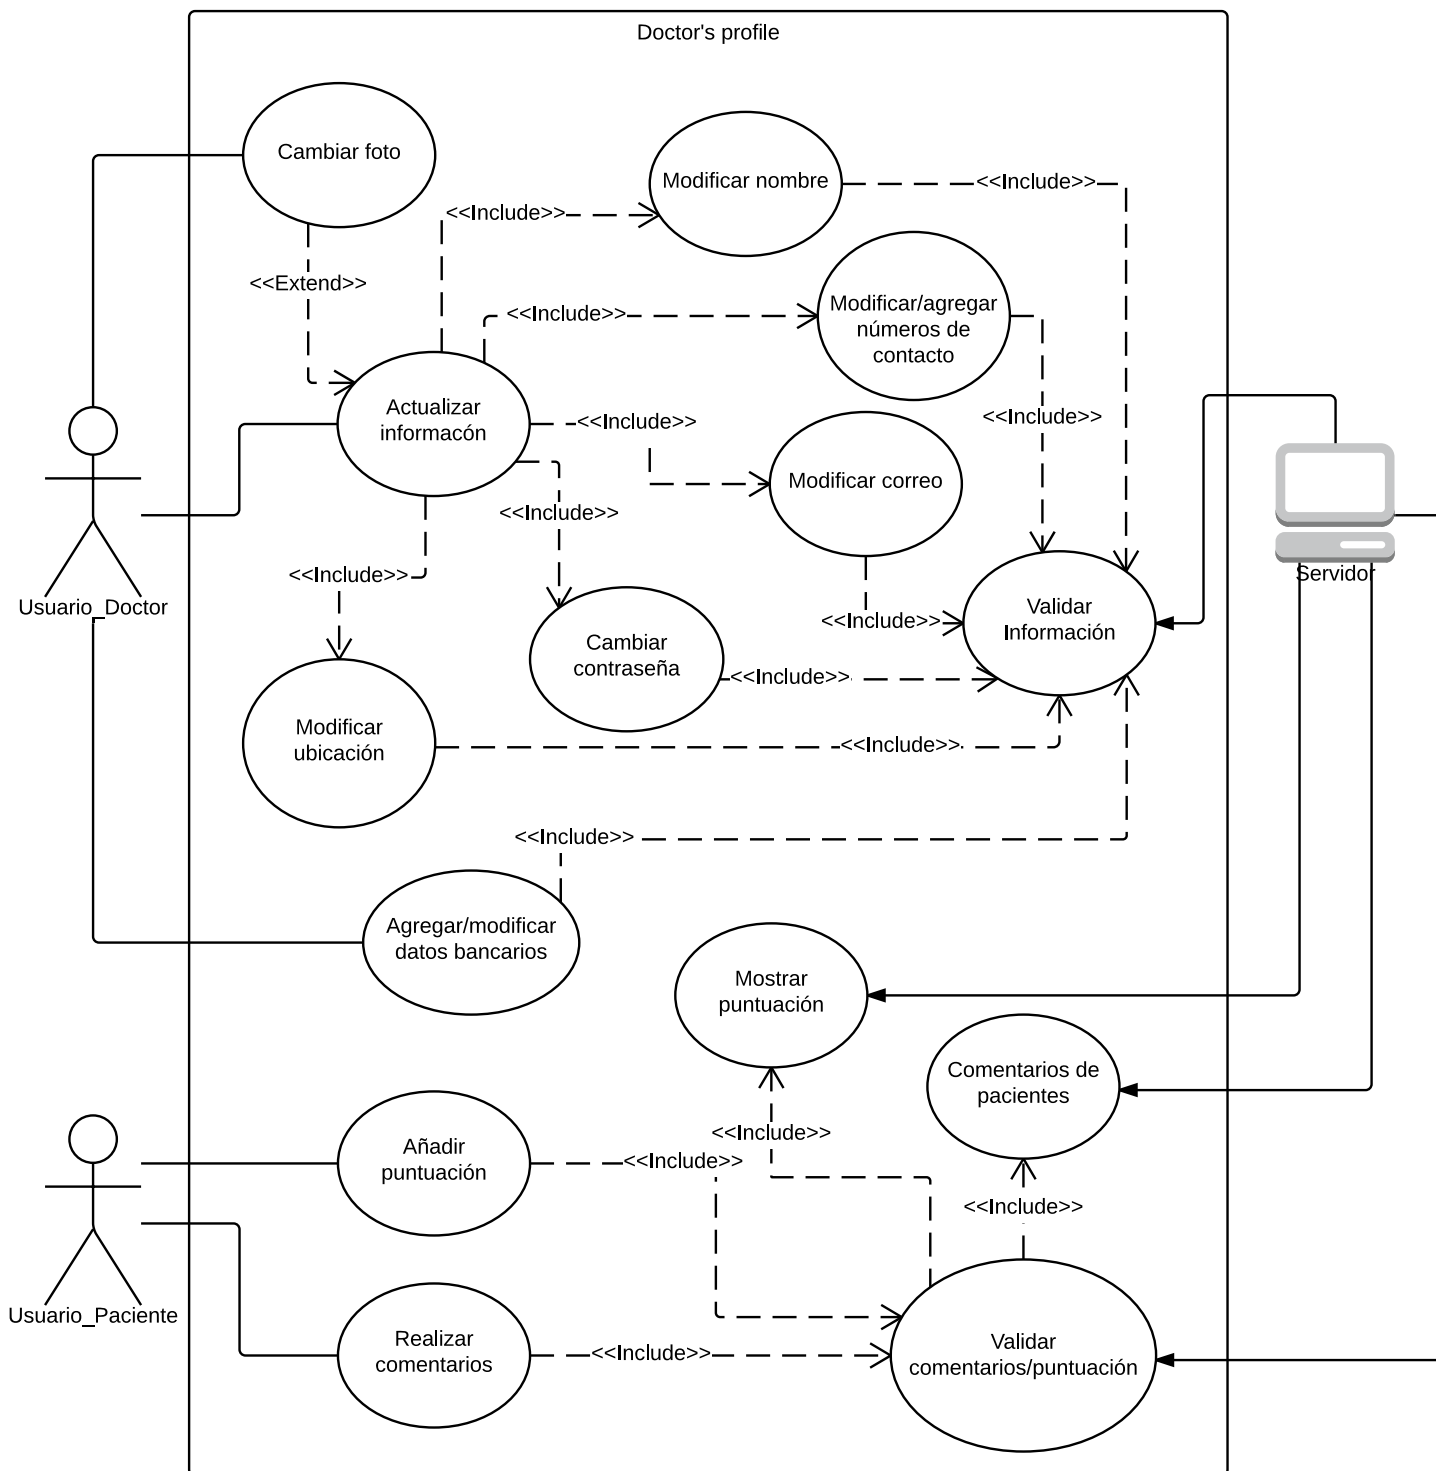 Doctor's profile
Cambiar foto
Modificar nombre
<<Include>>
<<Include>>
<<Extend>>
Modificar/agregar
números de
contacto
<<Include>>
Actualizar
informacón
<<Include>>
<<Include>>
Modificar correo
<<Include>>
<<Include>>
Servidor
Usuario_Doctor
Validar
Información
<<Include>>
Cambiar
contraseña
<<Include>>
Modificar
ubicación
<<Include>>
<<Include>>
Agregar/modificar
datos bancarios
Mostrar
puntuación
Comentarios de
pacientes
<<Include>>
Añadir
puntuación
<<Include>>
<<Include>>
Usuario_Paciente
Realizar
comentarios
<<Include>>
Validar
comentarios/puntuación